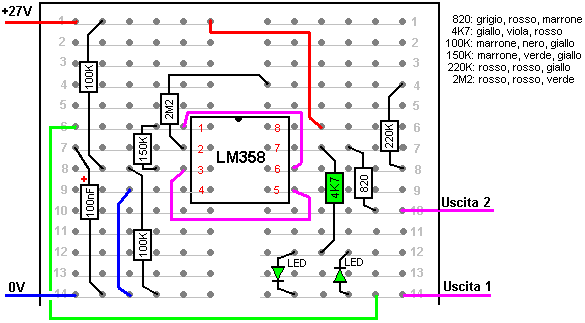 +27V
820: grigio, rosso, marrone
4K7: giallo, viola, rosso
100K: marrone, nero, giallo
150K: marrone, verde, giallo
220K: rosso, rosso, giallo
2M2: rosso, rosso, verde
1 1
2 2
3 3
4 4
5 5
6 6
7 7
8 8
9 9
10 10
11 11
12 12
13 13
14 14
100K
2M2
150K
220K
1 8
2 7
3 6
4 5
LM358
+
100nF
4K7
820
100K
Uscita 2
LED
LED
0V
Uscita 1